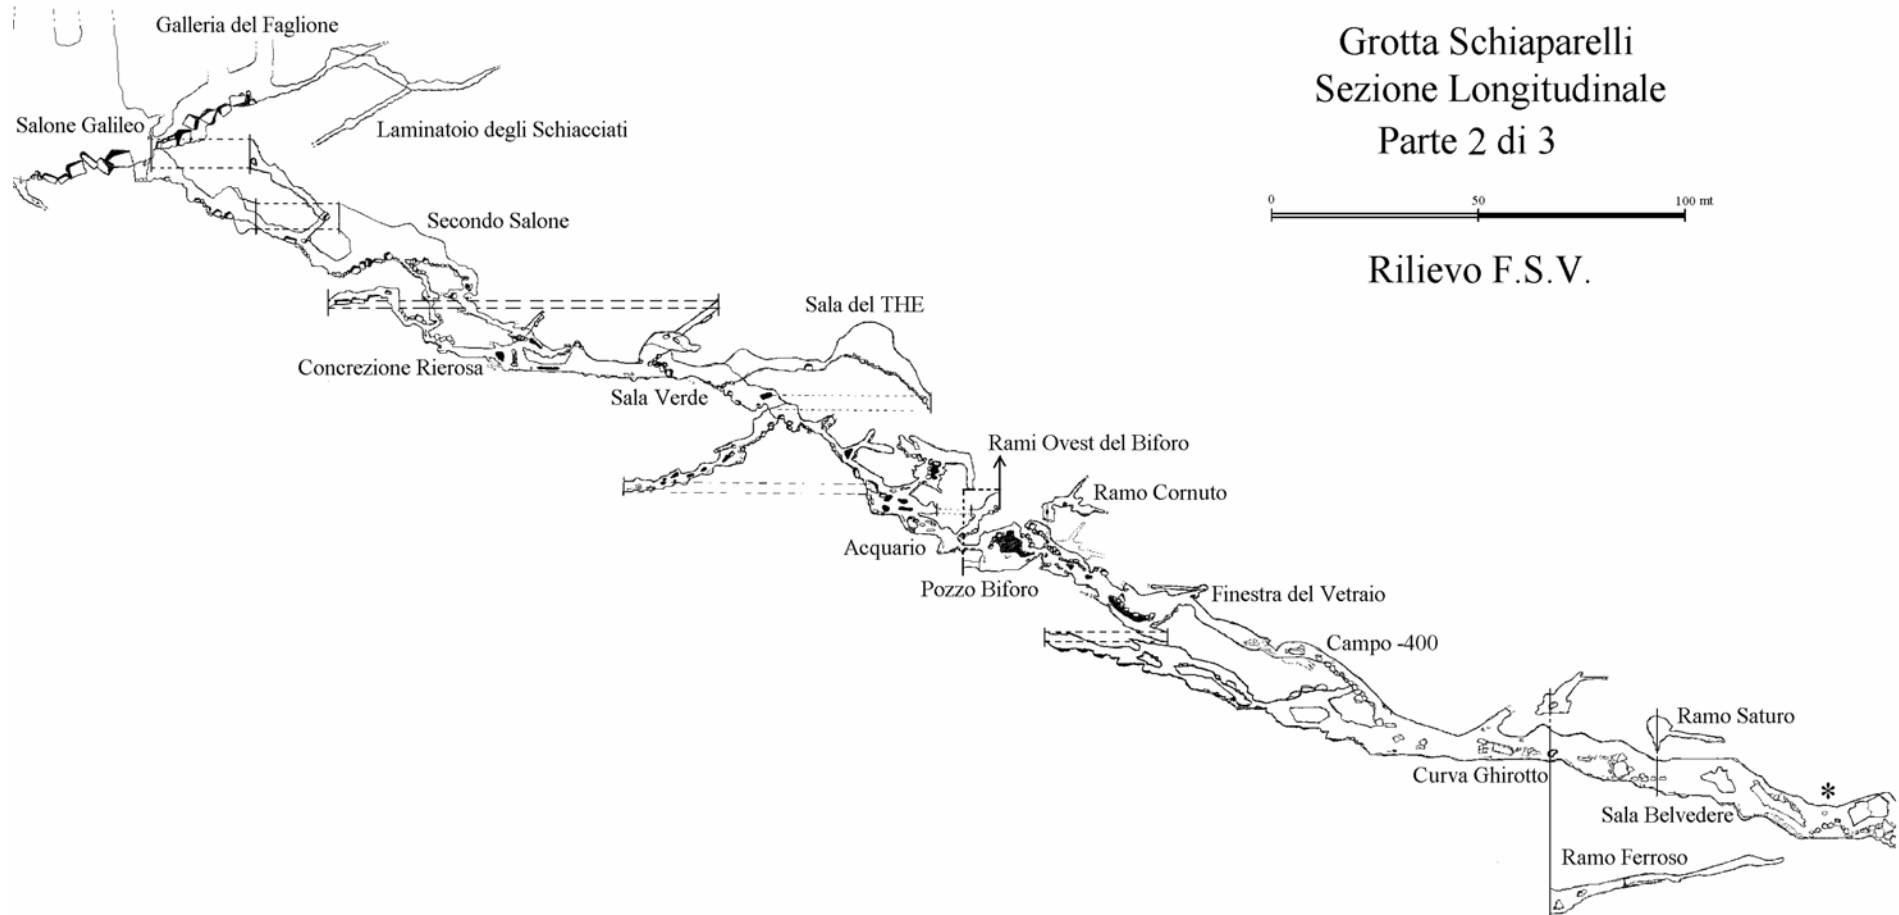 Grotta Schiaparelli
Sezione Longitudinale
Parte 2 di 3
0 50 100 mt
Rilievo F.S.V.
Galleria del Faglione
Salone Galileo
Laminatoio degli Schiacciati
Secondo Salone
Sala del THE
Concrezione Rierosa
Sala Verde
Rami Ovest del Biforo
Ramo Cornuto
Acquario
Pozzo Biforo
Finestra del Vetraio
Campo -400
Ramo Saturo
Curva Ghirotto
*
Sala Belvedere
Ramo Ferroso